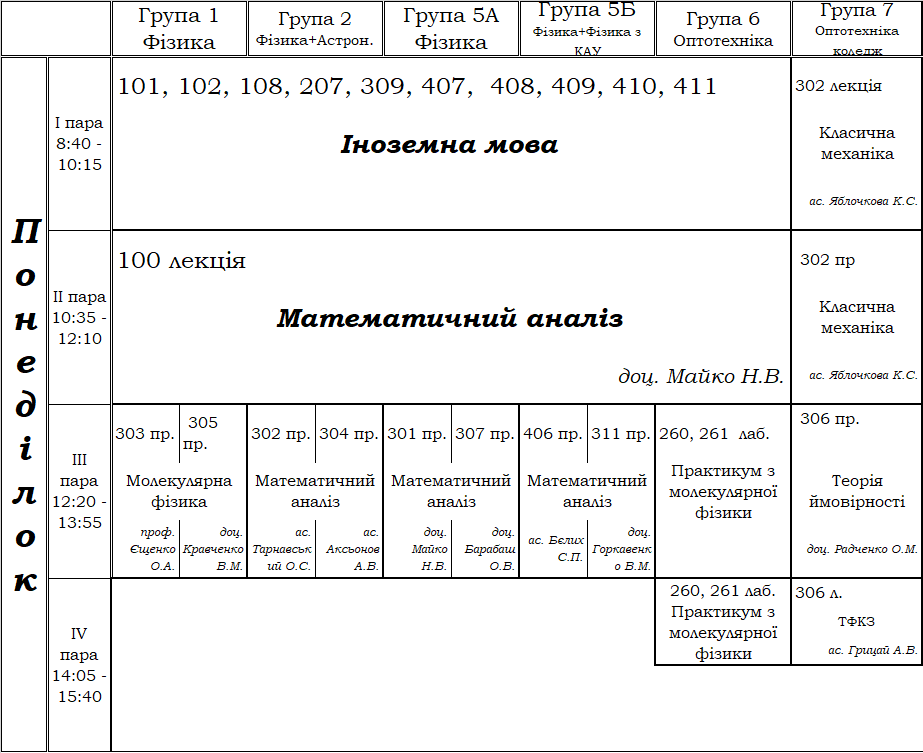 Група 1
Фізика
Група 2
Фізика+Астрон.
Група 5А
Фізика
Група 5Б
Фізика+Фізика з
КАУ
Група 6
Оптотехніка
Група 7
Оптотехніка
коледж
Понеділок
І пара
8:40 -
10:15
101, 102, 108, 207, 309, 407, 408, 409, 410, 411
Іноземна мова
302 лекція
Класична
механіка
ас. Яблочкова К.С.
ІІ пара
10:35 -
12:10
100 лекція
Математичний аналіз
доц. Майко Н.В.
302 пр
Класична
механіка
ас. Яблочкова К.С.
ІІІ
пара
12:20 -
13:55
303 пр.
305
пр.
Молекулярна
фізика
проф.
Єщенко
О.А.
доц.
Кравченко
В.М.
302 пр.
304 пр.
Математичний
аналіз
ас.
Тарнавськ
ий О.С.
ас.
Аксьонов
А.В.
301 пр.
307 пр.
Математичний
аналіз
доц.
Майко
Н.В.
доц.
Барабаш
О.В.
406 пр.
311 пр.
Математичний
аналіз
ас. Бєлих
С.П.
доц.
Горкавенк
о В.М.
260, 261 лаб.
Практикум з
молекулярної
фізики
306 пр.
Теорія
ймовірності
доц. Радченко О.М.
IV
пара
14:05 -
15:40
260, 261 лаб.
Практикум з
молекулярної
фізики
306 л.
ТФКЗ
ас. Грицай А.В.